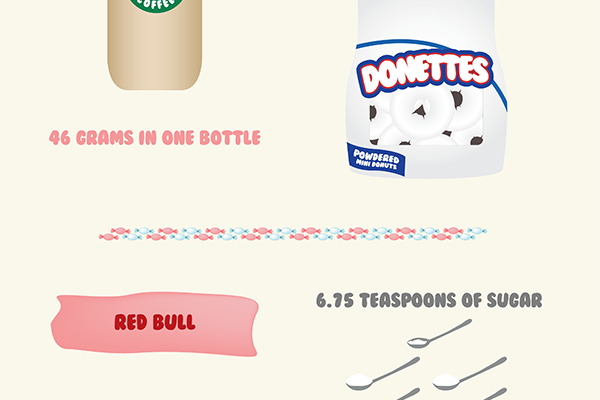 COFFEE
DONETTES
46 GRAMS IN ONE BOTTLE
POWDERED
MINI DONUTS
6.75 TEASPOONS OF SUGAR
RED BULL